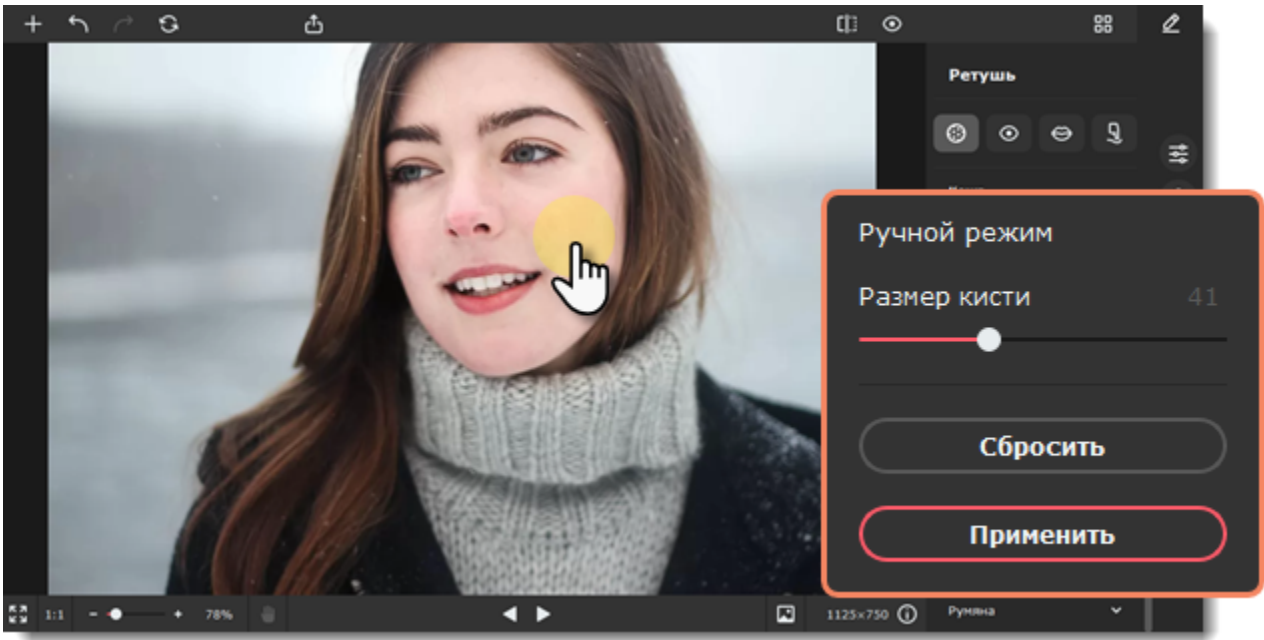 Ретушь
Ручной режим
Размер кисти 41
Сбросить
Применить
1:1
78%
1125×750
Румяна